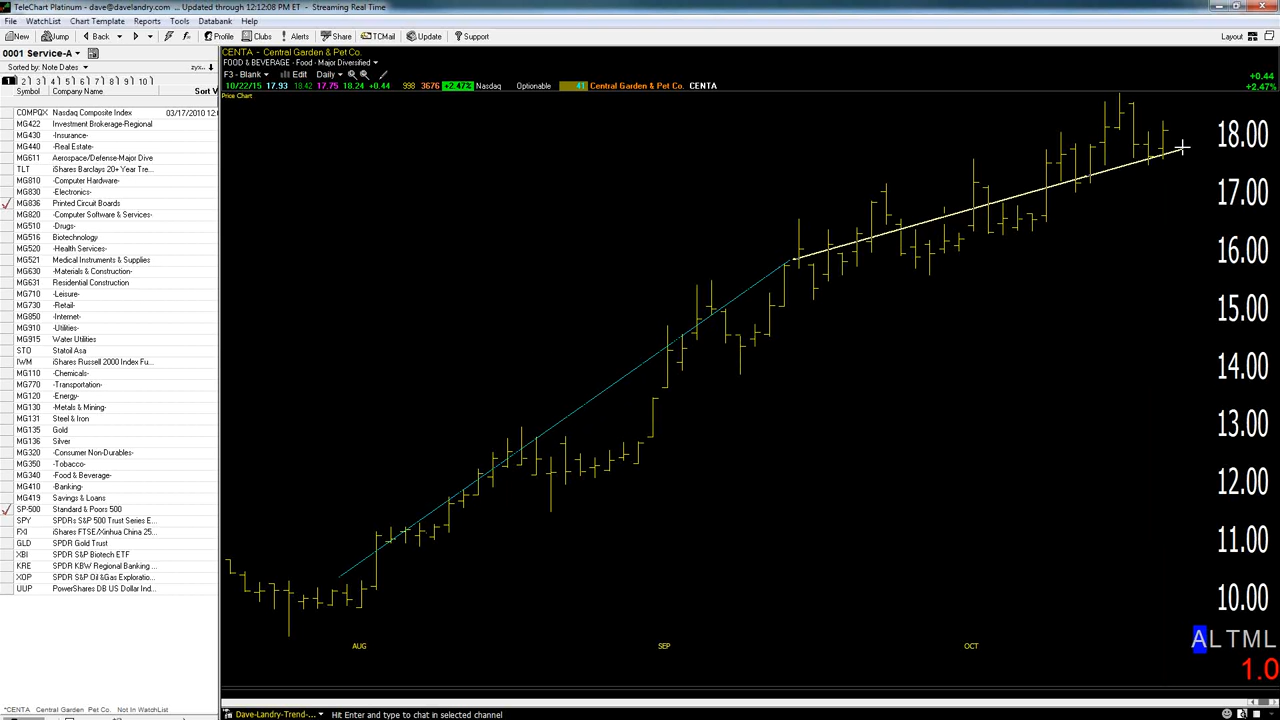 TeleChart Platinum - dave@davelandry.com ... Updated through 12:12:08 PM ET - Streaming Real Time
File WatchList Chart Template Reports Tools Databank Help
New Jump Back Draw Profile Clubs Alerts Share TCMail Update Support Layout
0001 Service-A
Sorted by: Note Dates
1 2 3 4 5 6 7 8 9 10
Symbol Company Name Sort V
COMPQX Nasdaq Composite Index 03/17/2010 12:0
MG422 Investment Brokerage-Regional
MG430 -Insurance-
MG440 -Real Estate-
MG611 Aerospace/Defense-Major Dive
TLT iShares Barclays 20+ Year Tre...
MG810 -Computer Hardware-
MG830 -Electronics-
MG836 Printed Circuit Boards
MG820 -Computer Software & Services-
MG510 -Drugs-
MG516 Biotechnology
MG520 -Health Services-
MG521 Medical Instruments & Supplies
MG630 -Materials & Construction-
MG631 Residential Construction
MG710 -Leisure-
MG730 -Retail-
MG850 -Internet-
MG910 -Utilities-
MG915 Water Utilities
STO Statoil Asa
IWM iShares Russell 2000 Index Fu...
MG110 -Chemicals-
MG770 -Transportation-
MG120 -Energy-
MG130 -Metals & Mining-
MG131 Steel & Iron
MG135 Gold
MG136 Silver
MG320 -Consumer Non-Durables-
MG350 -Tobacco-
MG340 -Food & Beverage-
MG410 -Banking-
MG419 Savings & Loans
SP-500 Standard & Poors 500
SPY SPDRs S&P 500 Trust Series E...
FXI iShares FTSE/Xinhua China 25...
GLD SPDR Gold Trust
XBI SPDR S&P Biotech ETF
KRE SPDR KBW Regional Banking ...
XOP SPDR S&P Oil &Gas Exploratio...
UUP PowerShares DB US Dollar Ind...
*CENTA Central Garden Pet Co. Not In WatchList
CENTA - Central Garden & Pet Co.
FOOD & BEVERAGE - Food - Major Diversified
F3 - Blank Edit Daily
10/22/15 17.93 18.42 17.75 18.24 +0.44 998 3676 +2.47% Nasdaq Optionable 41 Central Garden & Pet Co. CENTA
+0.44
+2.47%
Price Chart
18.00
17.00
16.00
15.00
14.00
13.00
12.00
11.00
10.00
AUG SEP OCT
ALTML
1.0
Dave-Landry-Trend-... Hit Enter and type to chat in selected channel